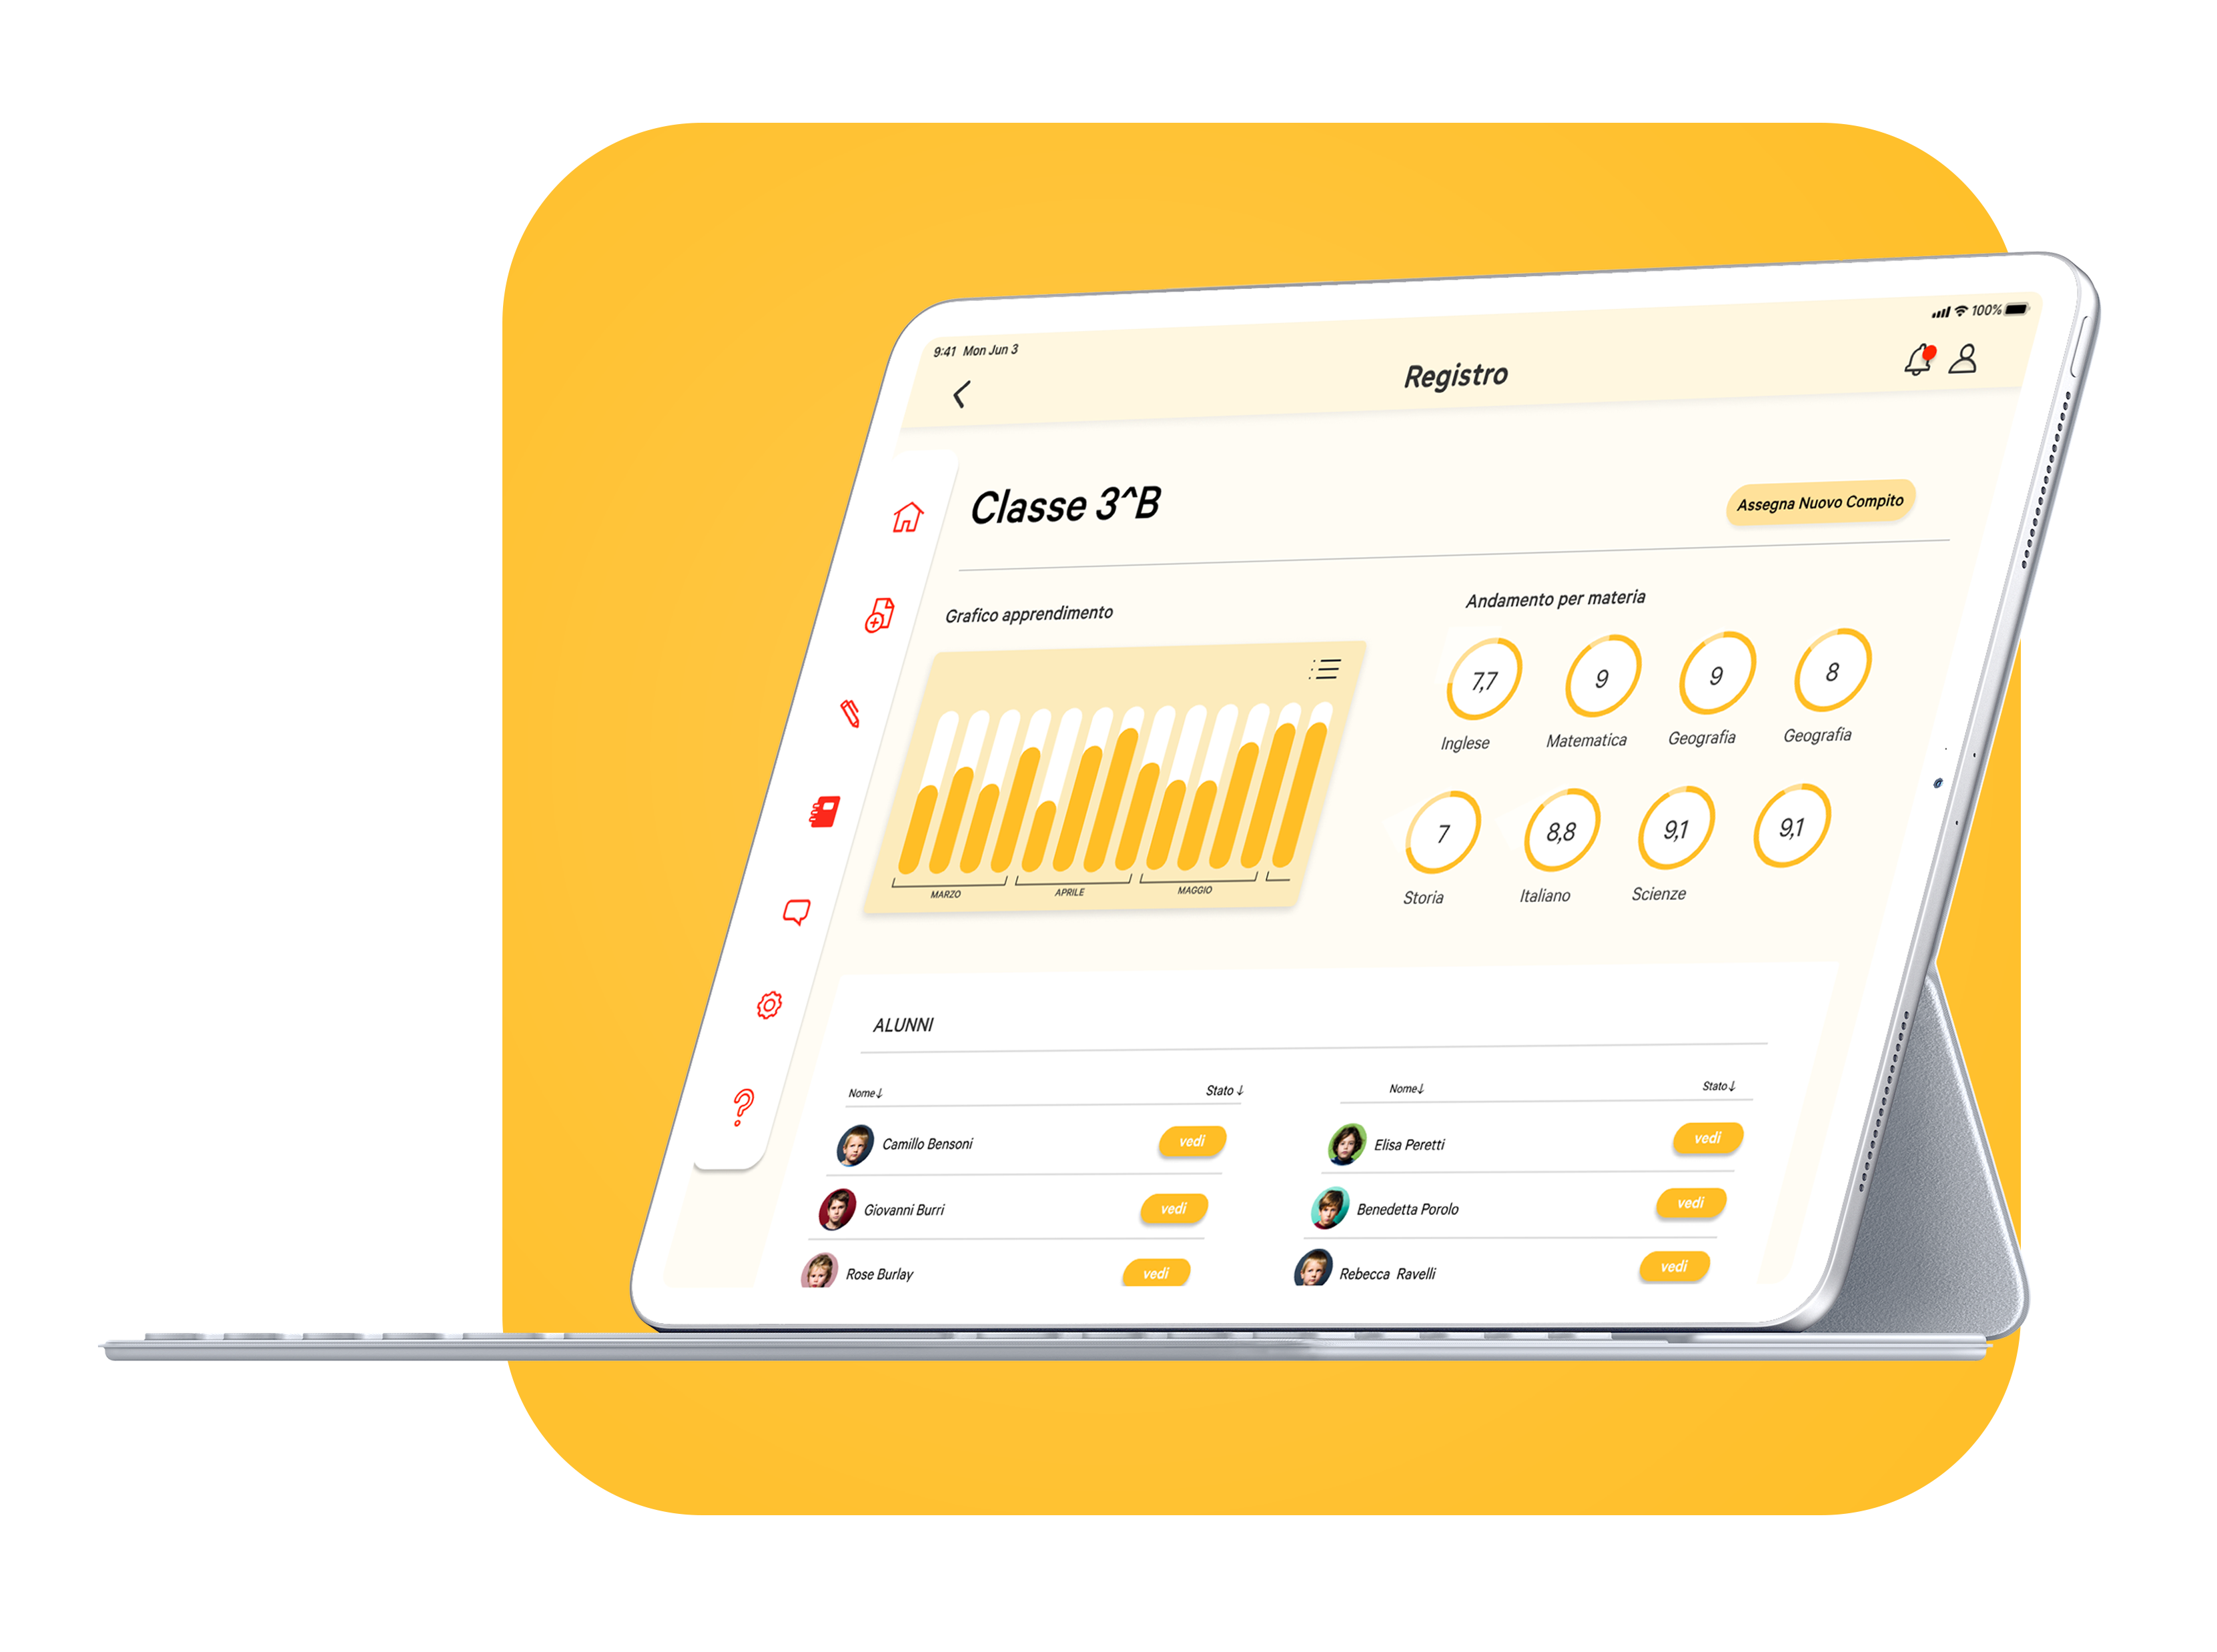 9:41 Mon Jun 3
100%
Registro
Classe 3^B
Assegna Nuovo Compito
Grafico apprendimento
MARZO
APRILE
MAGGIO
Andamento per materia
7,7
9
9
8
Inglese
Matematica
Geografia
Geografia
7
8,8
9,1
9,1
Storia
Italiano
Scienze
ALUNNI
Nome↓
Stato ↓
Nome↓
Stato↓
Camillo Bensoni
vedi
Elisa Peretti
vedi
Giovanni Burri
vedi
Benedetta Porolo
vedi
Rose Burlay
vedi
Rebecca Ravelli
vedi